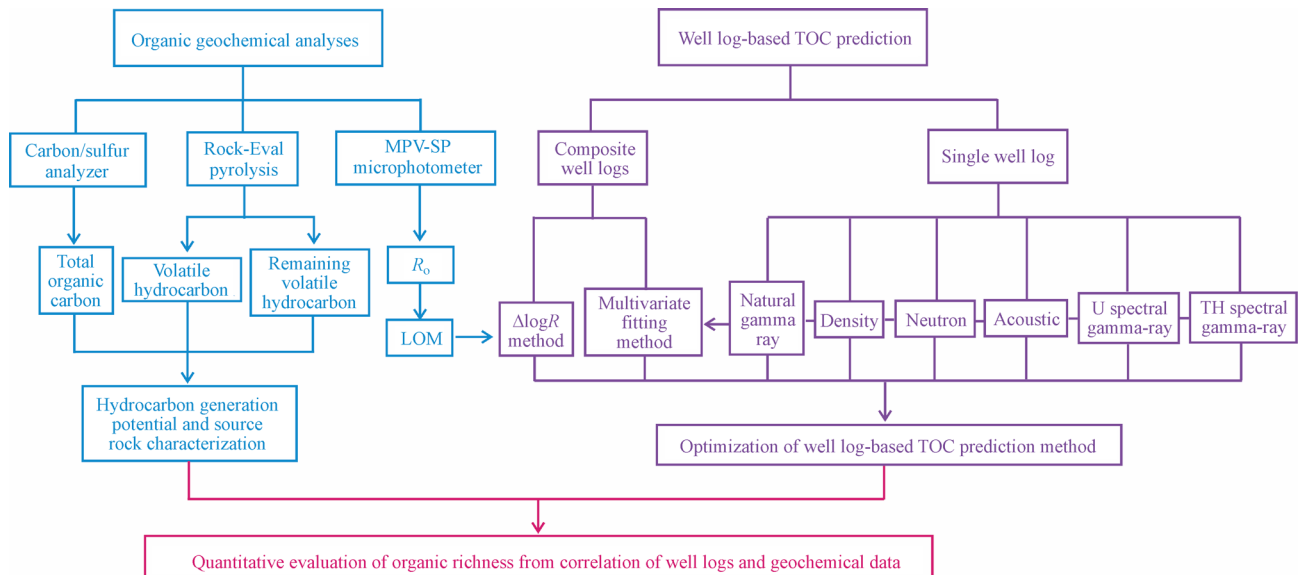 Organic geochemical analyses
Well log-based TOC prediction
Carbon/sulfur
analyzer
Rock-Eval
pyrolysis
MPV-SP
microphotometer
Composite
well logs
Single well log
Total
organic
carbon
Volatile
hydrocarbon
Remaining
volatile
hydrocarbon
Ro
LOM
ΔlogR
method
Multivariate
fitting
method
Natural
gamma
ray
Density
Neutron
Acoustic
U spectral
gamma-ray
TH spectral
gamma-ray
Hydrocarbon generation
potential and source
rock characterization
Optimization of well log-based TOC prediction method
Quantitative evaluation of organic richness from correlation of well logs and geochemical data